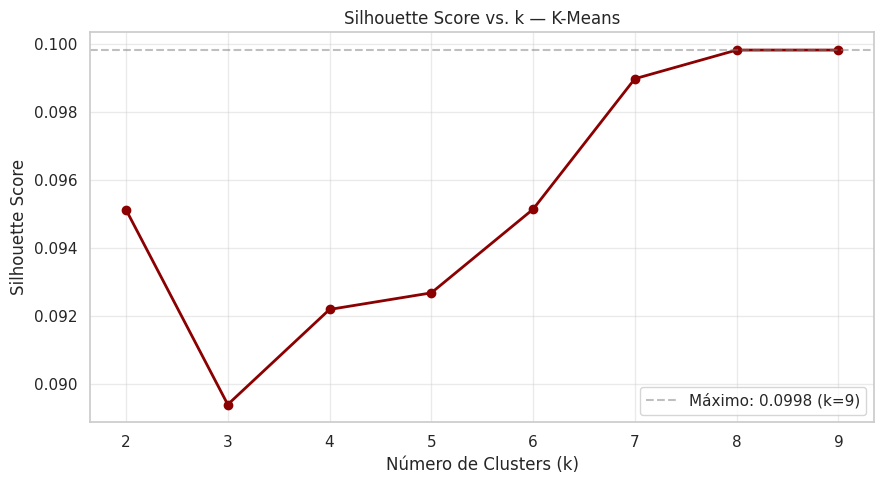 Silhouette Score vs. k — K-Means
Silhouette Score
0.100
0.098
0.096
0.094
0.092
0.090
Máximo: 0.0998 (k=9)
2 3 4 5 6 7 8 9
Número de Clusters (k)